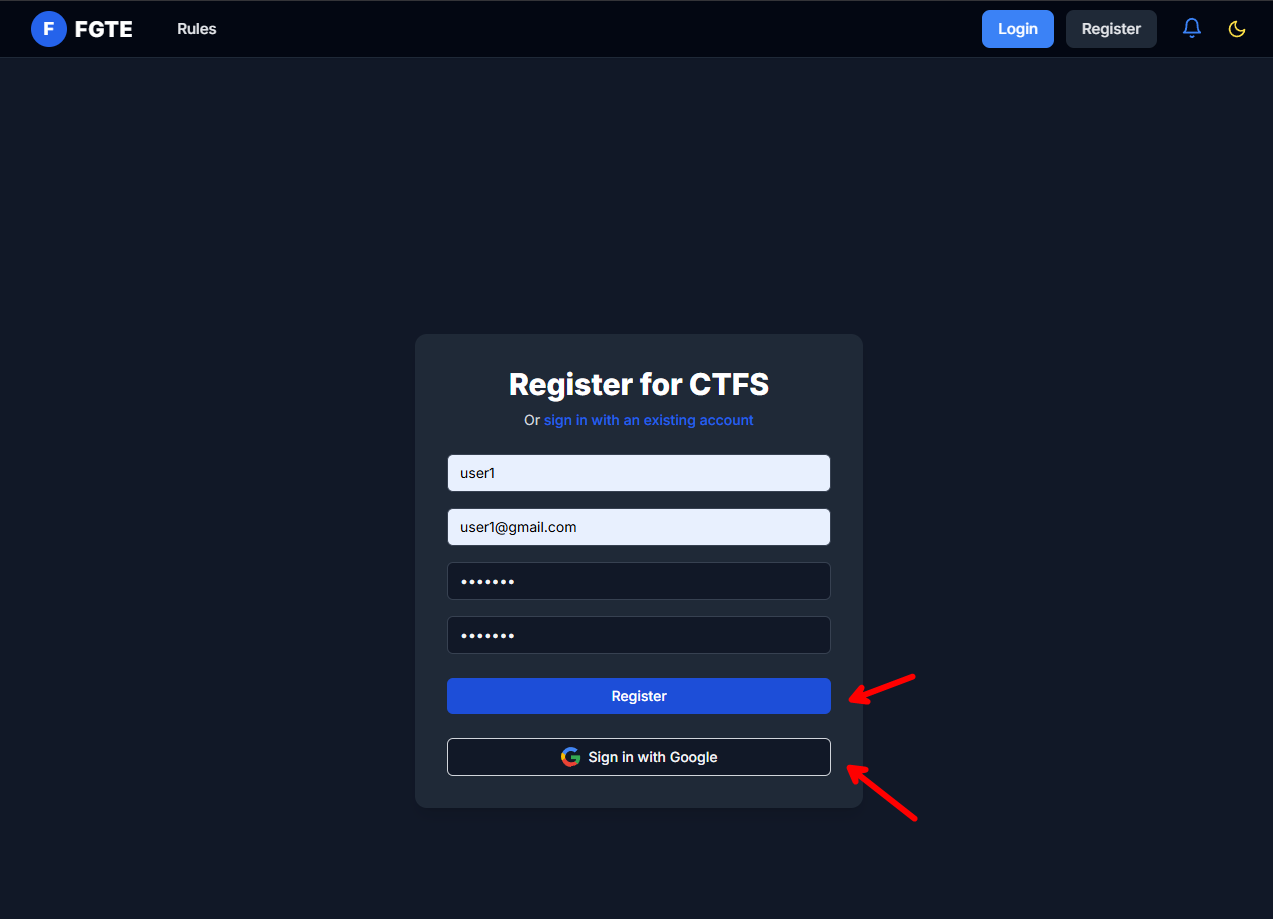 F FGTE Rules Login Register
Register for CTFS
Or sign in with an existing account
user1
user1@gmail.com
•••••••
•••••••
Register
Sign in with Google